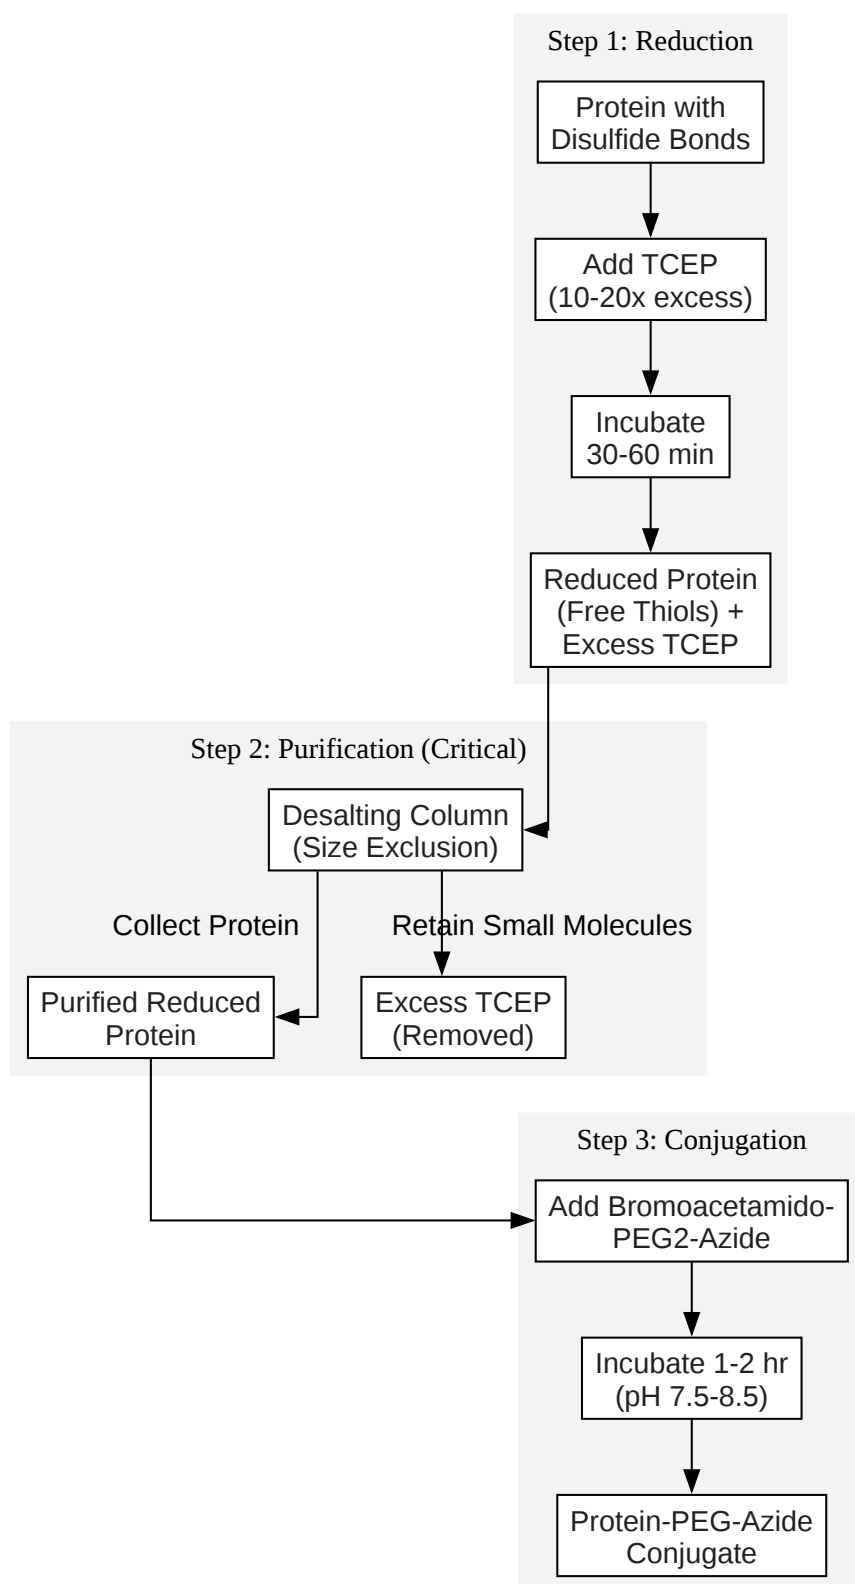 Step 1: Reduction
Protein with
Disulfide Bonds
Add TCEP
(10-20x excess)
Incubate
30-60 min
Reduced Protein
(Free Thiols) +
Excess TCEP
Step 2: Purification (Critical)
Desalting Column
(Size Exclusion)
Collect Protein
Retain Small Molecules
Purified Reduced
Protein
Excess TCEP
(Removed)
Step 3: Conjugation
Add Bromoacetamido-
PEG2-Azide
Incubate 1-2 hr
(pH 7.5-8.5)
Protein-PEG-Azide
Conjugate